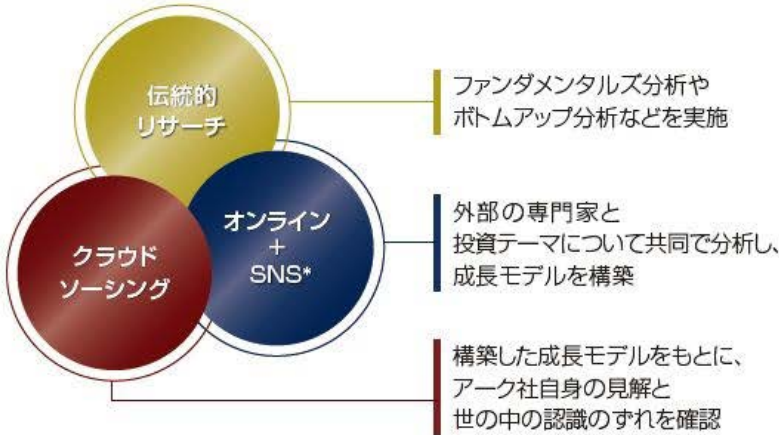 伝統的
リサーチ
ファンダメンタルズ分析や
ボトムアップ分析などを実施
オンライン
+
SNS*
外部の専門家と
投資テーマについて共同で分析し、
成長モデルを構築
クラウド
ソーシング
構築した成長モデルをもとに、
アーク社自身の見解と
世の中の認識のずれを確認